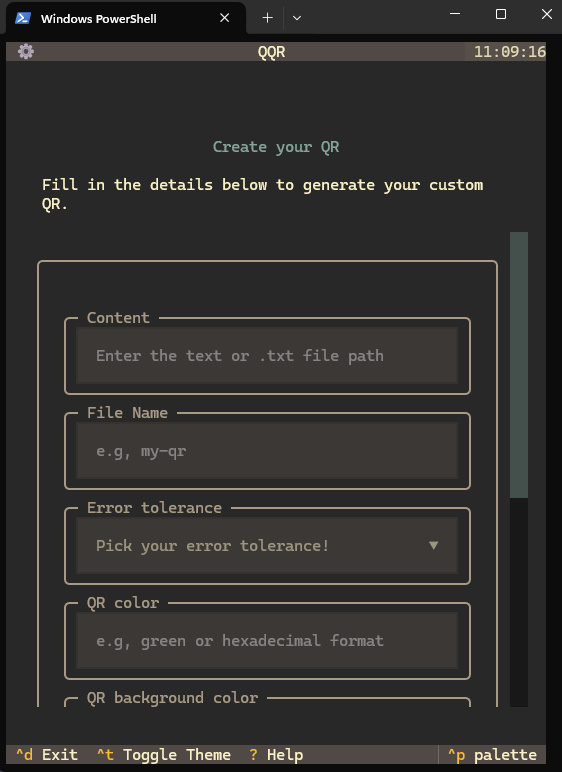 Windows PowerShell
QQR 11:09:16
Create your QR
Fill in the details below to generate your custom
QR.
Content
Enter the text or .txt file path
File Name
e.g, my-qr
Error tolerance
Pick your error tolerance!
QR color
e.g, green or hexadecimal format
QR background color
^d Exit ^t Toggle Theme ? Help ^p palette